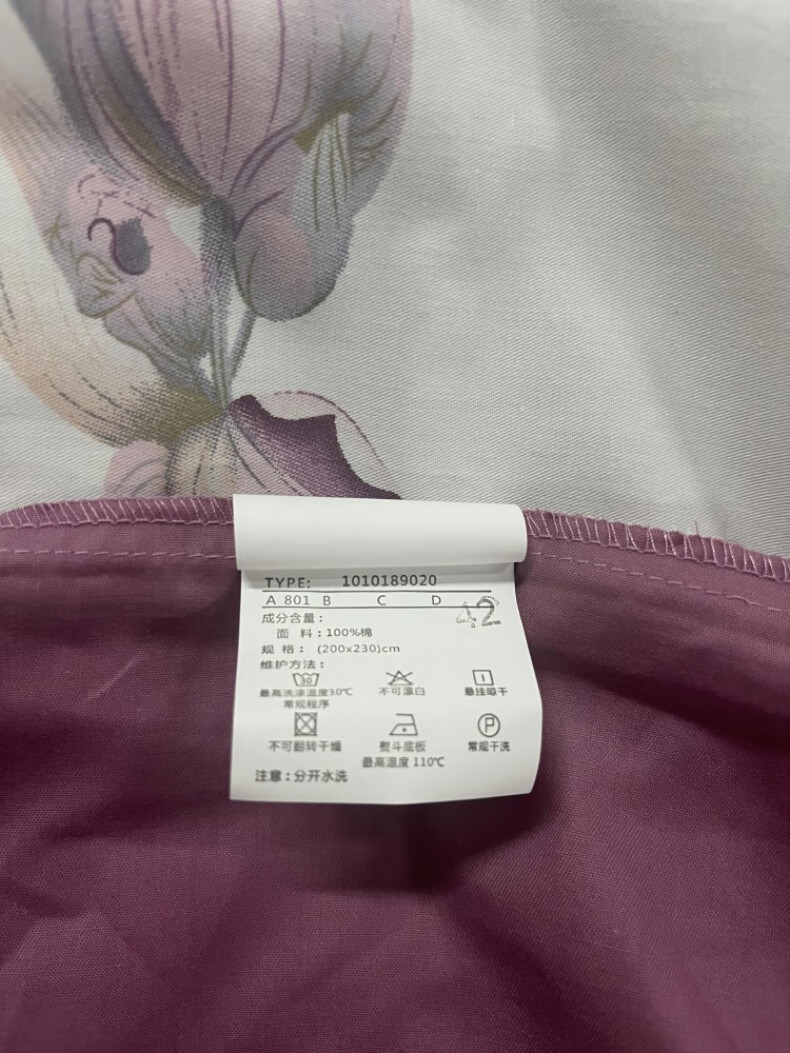 TYPE: 1010189020
A 801 B C D 42
成分含量：
面 料：100%棉
规 格：(200x230)cm
维护方法：
30
最高洗涤温度30℃ 不可漂白 悬挂晾干
常规程序
P
不可翻转干燥 熨斗底板 常规干洗
最高温度 110℃
注意：分开水洗